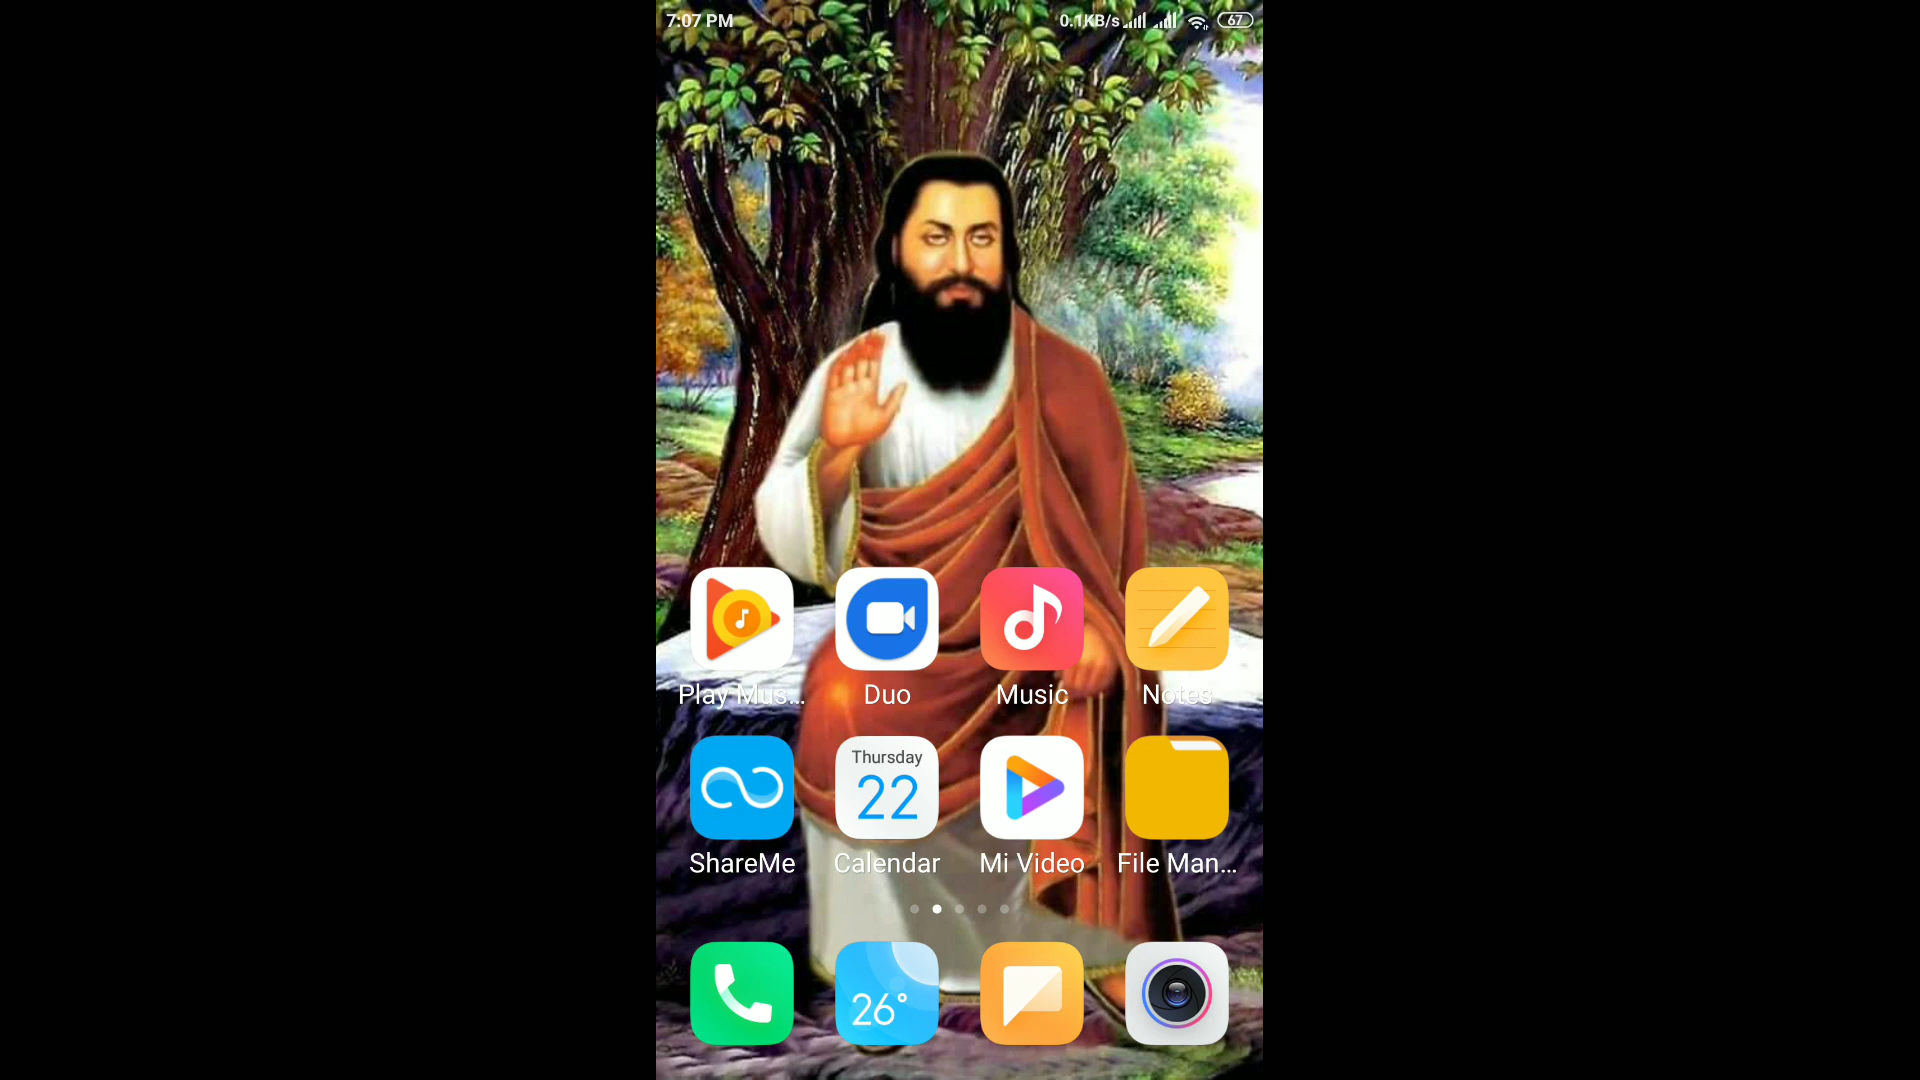 7:07 PM 0.1KB/s 67
Play Mus... Duo Music Notes
Thursday
22
ShareMe Calendar Mi Video File Man...
26°